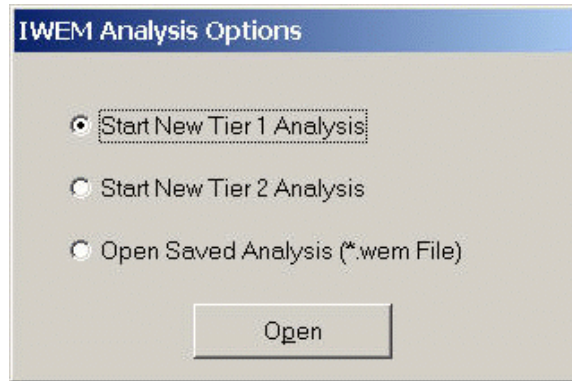 IWEM Analysis Options
Start New Tier 1 Analysis
Start New Tier 2 Analysis
Open Saved Analysis (*.wem File)
Open